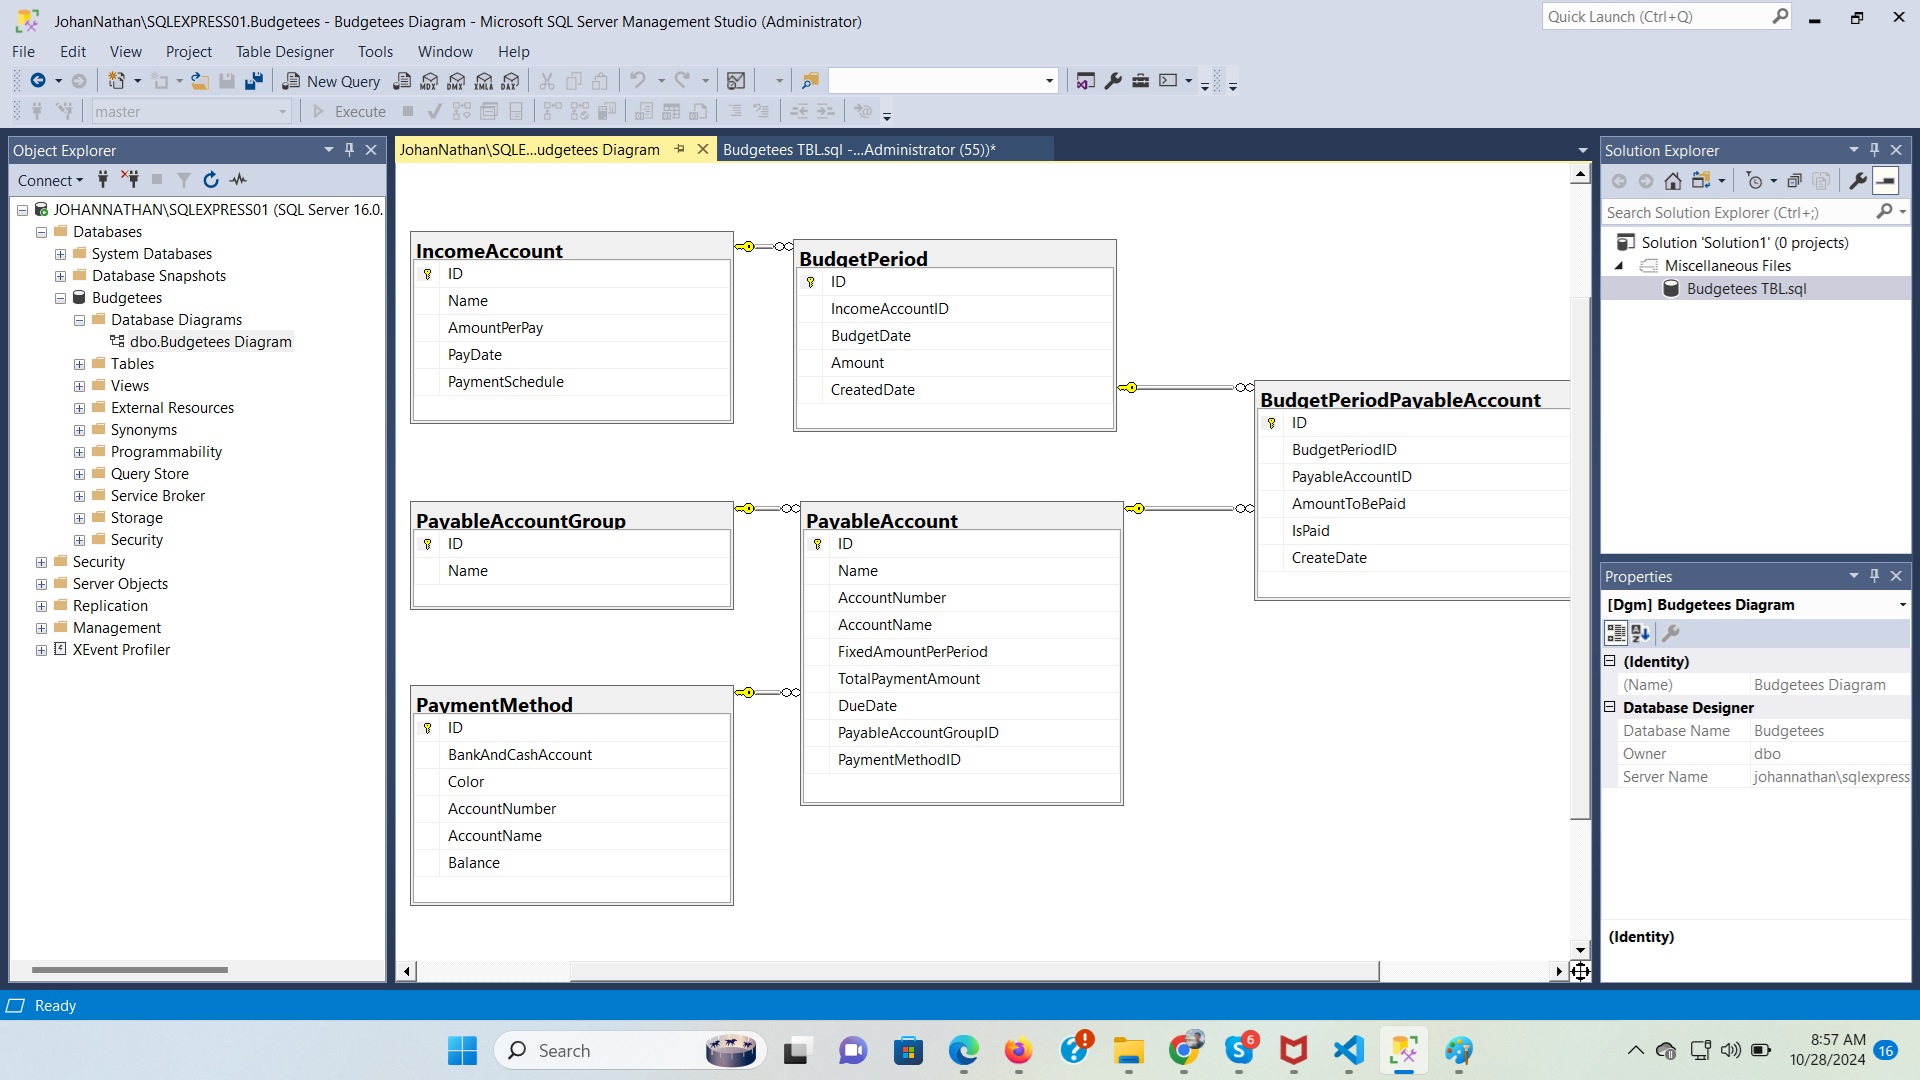 JohanNathan\SQLEXPRESS01.Budgetees - Budgetees Diagram - Microsoft SQL Server Management Studio (Administrator)
Quick Launch (Ctrl+Q)
File Edit View Project Table Designer Tools Window Help
New Query MDX DMX XMLA DAX
master Execute
Object Explorer
Connect
JOHANNATHAN\SQLEXPRESS01 (SQL Server 16.0.
Databases
System Databases
Database Snapshots
Budgetees
Database Diagrams
dbo.Budgetees Diagram
Tables
Views
External Resources
Synonyms
Programmability
Query Store
Service Broker
Storage
Security
Security
Server Objects
Replication
Management
XEvent Profiler
JohanNathan\SQLE...udgetees Diagram
Budgetees TBL.sql -...Administrator (55))*
IncomeAccount
ID
Name
AmountPerPay
PayDate
PaymentSchedule
BudgetPeriod
ID
IncomeAccountID
BudgetDate
Amount
CreatedDate
BudgetPeriodPayableAccount
ID
BudgetPeriodID
PayableAccountID
AmountToBePaid
IsPaid
CreateDate
PayableAccountGroup
ID
Name
PayableAccount
ID
Name
AccountNumber
AccountName
FixedAmountPerPeriod
TotalPaymentAmount
DueDate
PayableAccountGroupID
PaymentMethodID
PaymentMethod
ID
BankAndCashAccount
Color
AccountNumber
AccountName
Balance
Solution Explorer
Search Solution Explorer (Ctrl+;)
Solution 'Solution1' (0 projects)
Miscellaneous Files
Budgetees TBL.sql
Properties
[Dgm] Budgetees Diagram
(Identity)
(Name) Budgetees Diagram
Database Designer
Database Name Budgetees
Owner dbo
Server Name johannathan\sqlexpress
(Identity)
Ready
Search
6
8:57 AM
10/28/2024
16